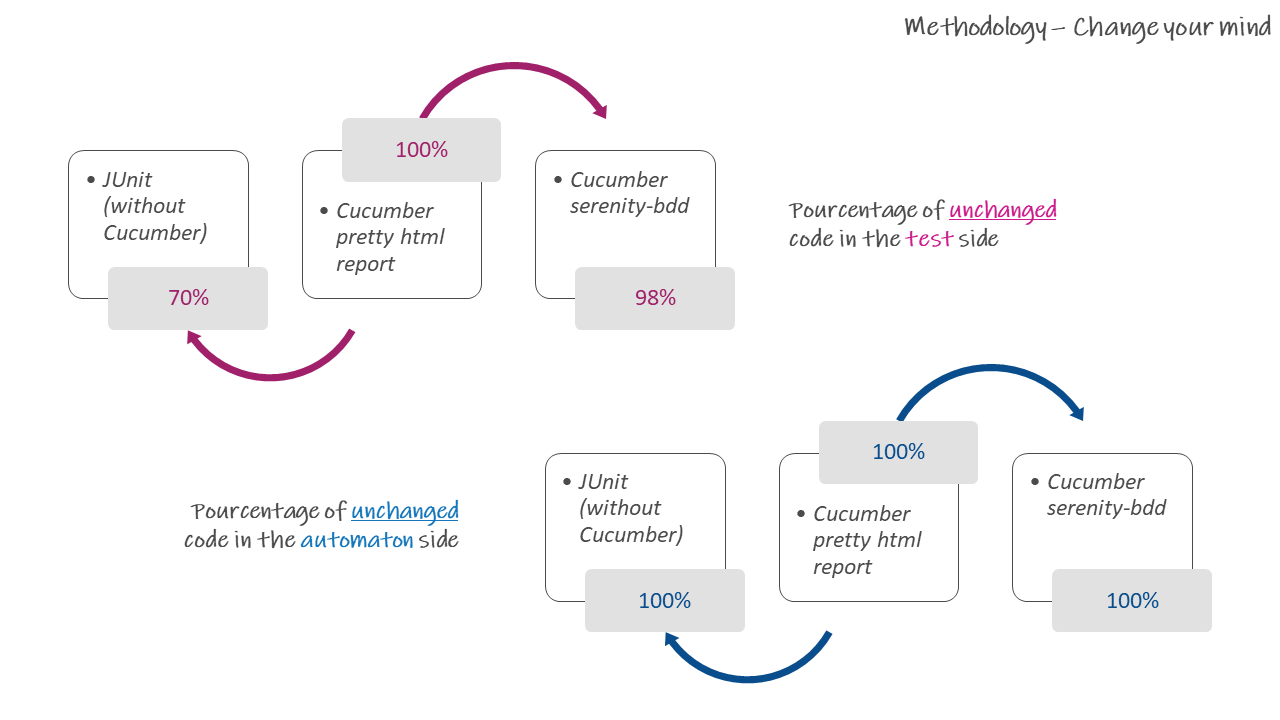 Methodology – Change your mind
100%
• JUnit
(without
Cucumber)
70%
• Cucumber
pretty html
report
• Cucumber
serenity-bdd
98%
Pourcentage of unchanged
code in the test side
Pourcentage of unchanged
code in the automaton side
• JUnit
(without
Cucumber)
100%
100%
• Cucumber
pretty html
report
• Cucumber
serenity-bdd
100%